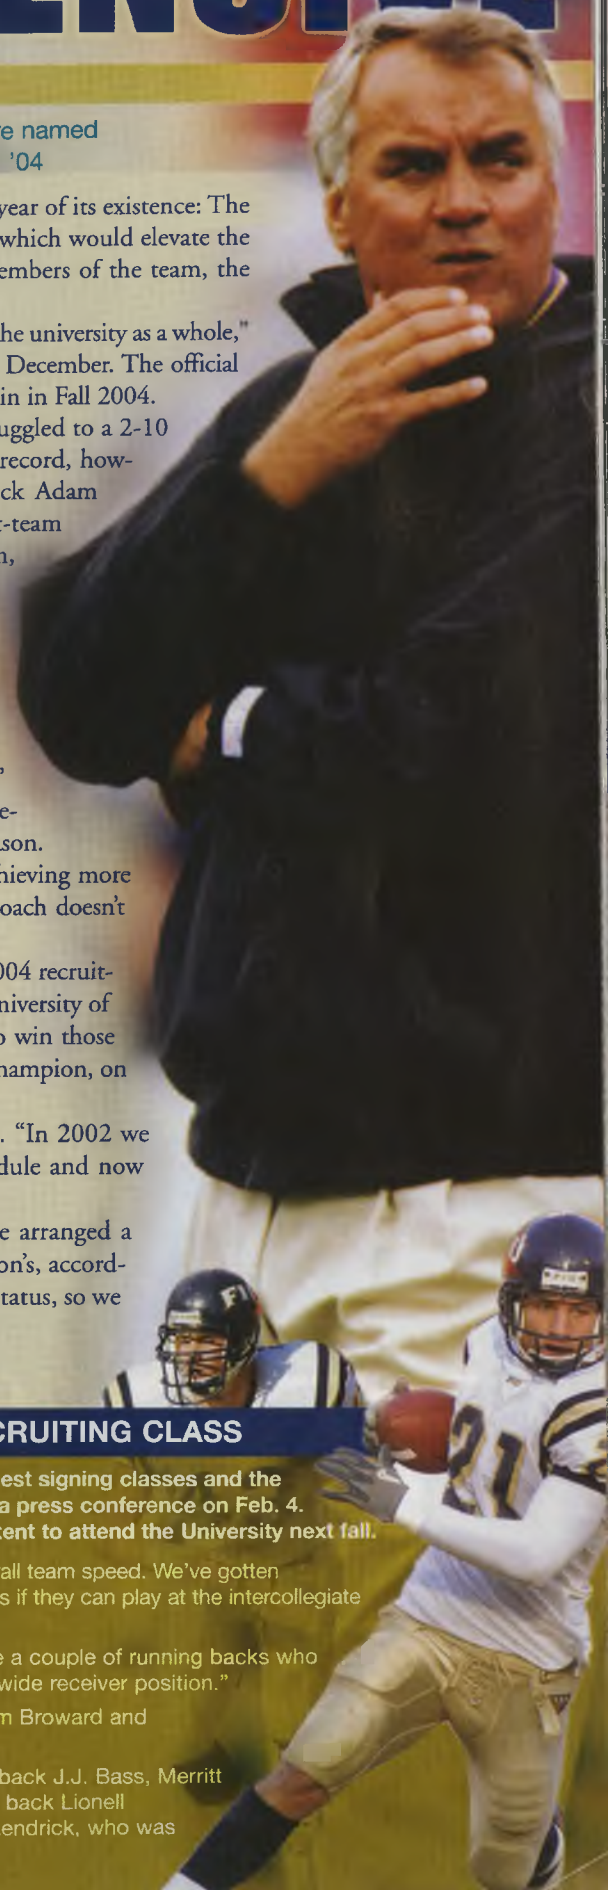 re named
'04
year of its existence: The
which would elevate the
embers of the team, the
he university as a whole,"
December. The official
in in Fall 2004.
uggled to a 2-10
record, how-
ck Adam
-team
n,
,
e-
son.
hieving more
oach doesn't
004 recruit-
niversity of
o win those
hampion, on
. "In 2002 we
dule and now
e arranged a
on's, accord-
tatus, so we
FI
CRUITING CLASS
est signing classes and the
a press conference on Feb. 4.
tent to attend the University next fall.
all team speed. We've gotten
s if they can play at the intercollegiate
e a couple of running backs who
wide receiver position."
m Broward and
back J.J. Bass, Merritt
back Lionell
endrick, who was
21